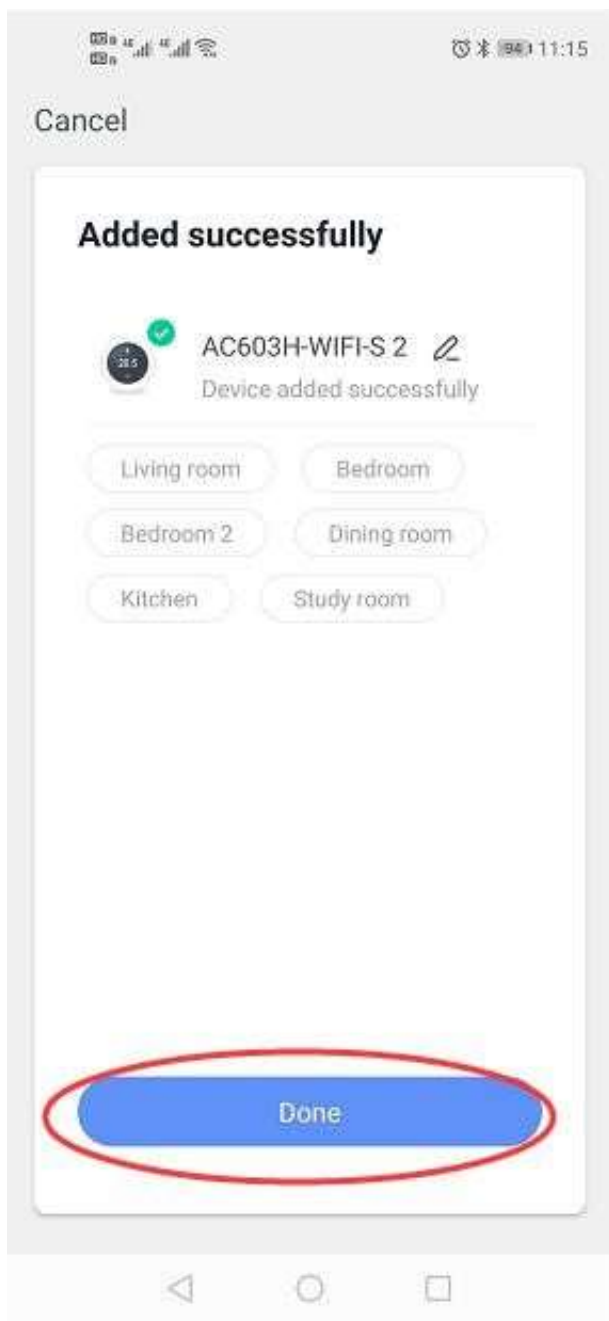 94 11:15
Cancel
Added successfully
AC603H-WIFI-S 2
Device added successfully
Living room Bedroom
Bedroom 2 Dining room
Kitchen Study room
Done